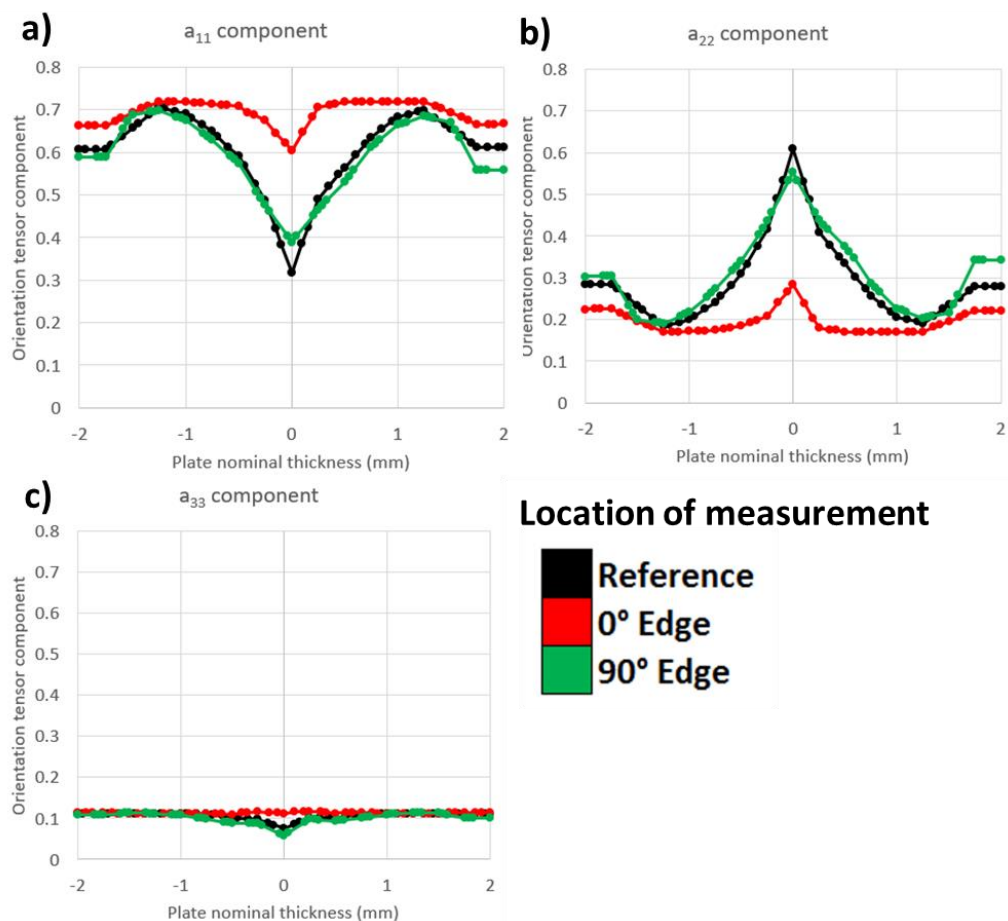 a)
a₁₁ component
Orientation tensor component
0.8
0.7
0.6
0.5
0.4
0.3
0.2
0.1
0
-2
-1
0
1
2
Plate nominal thickness (mm)
b)
a₂₂ component
Orientation tensor component
0.8
0.7
0.6
0.5
0.4
0.3
0.2
0.1
0
-2
-1
0
1
2
Plate nominal thickness (mm)
c)
a₃₃ component
Orientation tensor component
0.8
0.7
0.6
0.5
0.4
0.3
0.2
0.1
0
-2
-1
0
1
2
Plate nominal thickness (mm)
Location of measurement
Reference
0° Edge
90° Edge